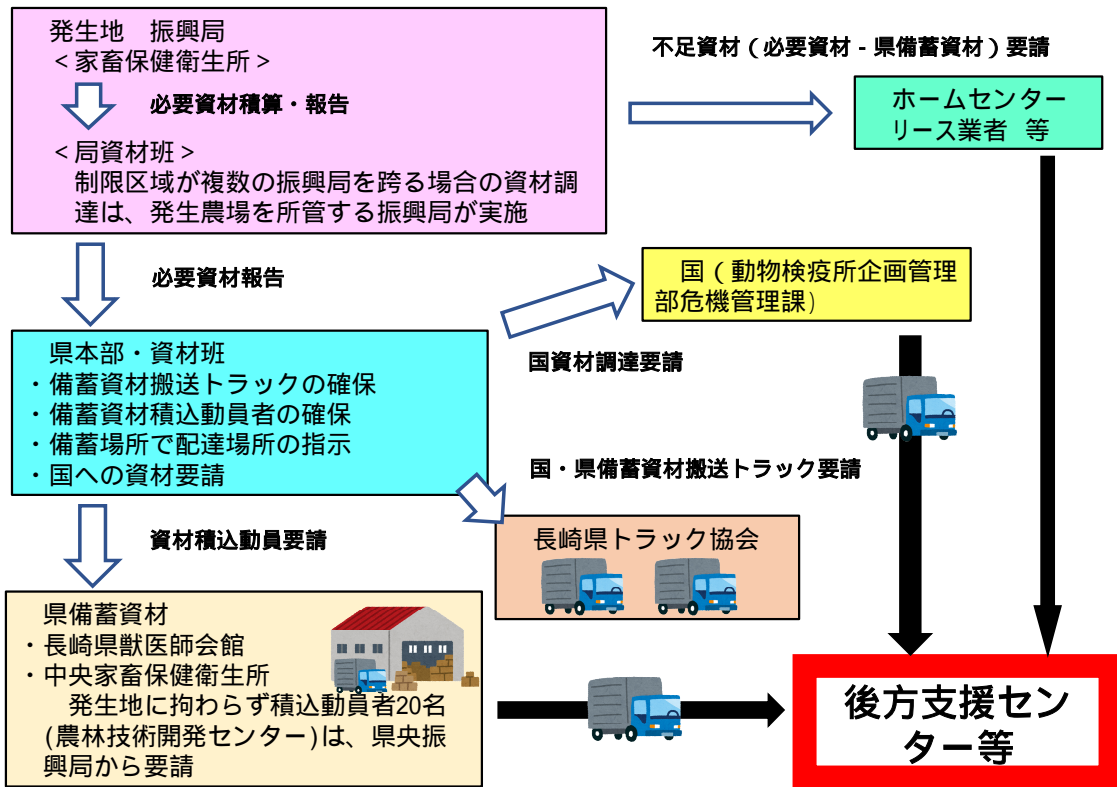 発生地　振興局
<家畜保健衛生所>
必要資材積算・報告
<局資材班>
制限区域が複数の振興局を跨る場合の資材調
達は、発生農場を所管する振興局が実施
不足資材（必要資材‐県備蓄資材）要請
ホームセンター
リース業者　等
必要資材報告
国（動物検疫所企画管理
部危機管理課）
国資材調達要請
県本部・資材班
・備蓄資材搬送トラックの確保
・備蓄資材積込動員者の確保
・備蓄場所で配達場所の指示
・国への資材要請
国・県備蓄資材搬送トラック要請
長崎県トラック協会
資材積込動員要請
県備蓄資材
・長崎県獣医師会館
・中央家畜保健衛生所
発生地に拘わらず積込動員者20名
(農林技術開発センター)は、県央振
興局から要請
後方支援セン
ター等